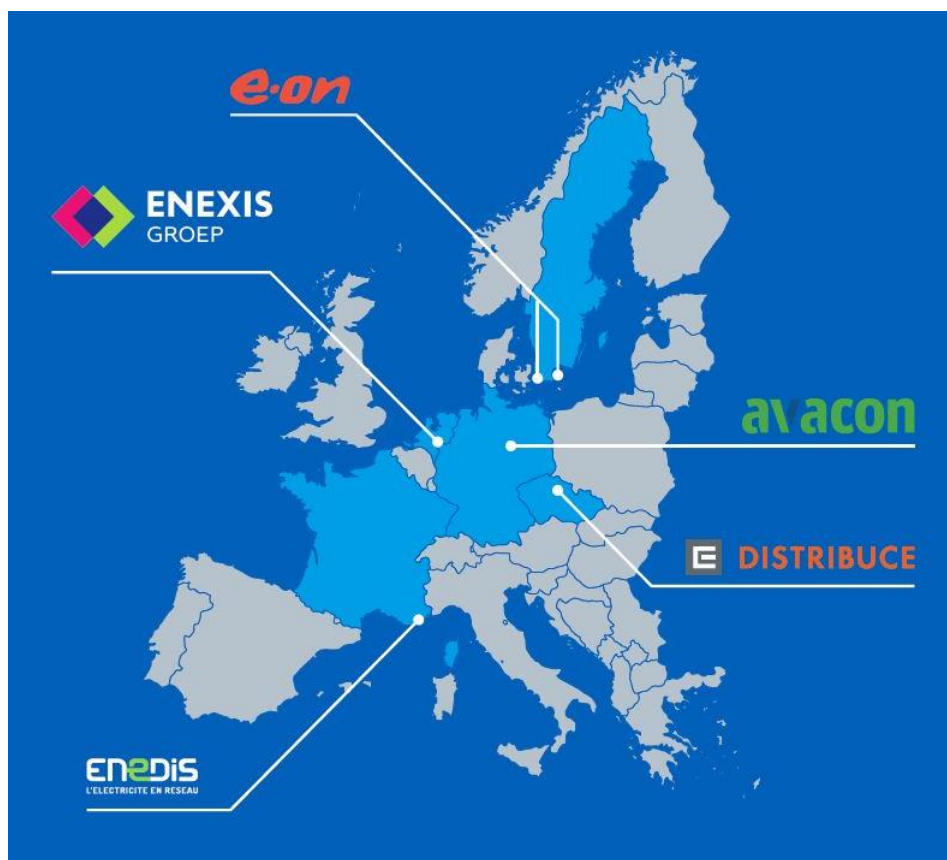 e·on
ENEXIS
GROEP
avacon
E DISTRIBUCE
ENEDIS
L'ELECTRICITE EN RESEAU